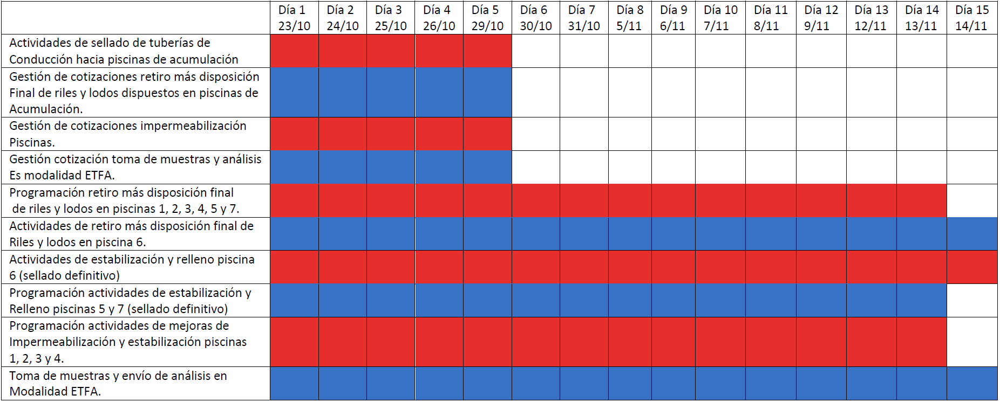 Día 1 Día 2 Día 3 Día 4 Día 5 Día 6 Día 7 Día 8 Día 9 Día 10 Día 11 Día 12 Día 13 Día 14 Día 15
23/10 24/10 25/10 26/10 29/10 30/10 31/10 5/11 6/11 7/11 8/11 9/11 12/11 13/11 14/11
Actividades de sellado de tuberías de
Conducción hacia piscinas de acumulación
Gestión de cotizaciones retiro más disposición
Final de riles y lodos dispuestos en piscinas de
Acumulación.
Gestión de cotizaciones impermeabilización
Piscinas.
Gestión cotización toma de muestras y análisis
Es modalidad ETFA.
Programación retiro más disposición final
de riles y lodos en piscinas 1, 2, 3, 4, 5 y 7.
Actividades de retiro más disposición final de
Riles y lodos en piscina 6.
Actividades de estabilización y relleno piscina
6 (sellado definitivo)
Programación actividades de estabilización y
Relleno piscinas 5 y 7 (sellado definitivo)
Programación actividades de mejoras de
Impermeabilización y estabilización piscinas
1, 2, 3 y 4.
Toma de muestras y envío de análisis en
Modalidad ETFA.